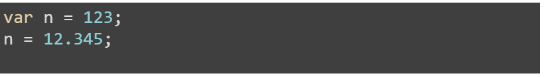 var n = 123;
n = 12.345;